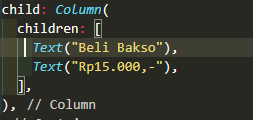 child: Column(
children: [
Text("Beli Bakso"),
Text("Rp15.000,-"),
],
), // Column